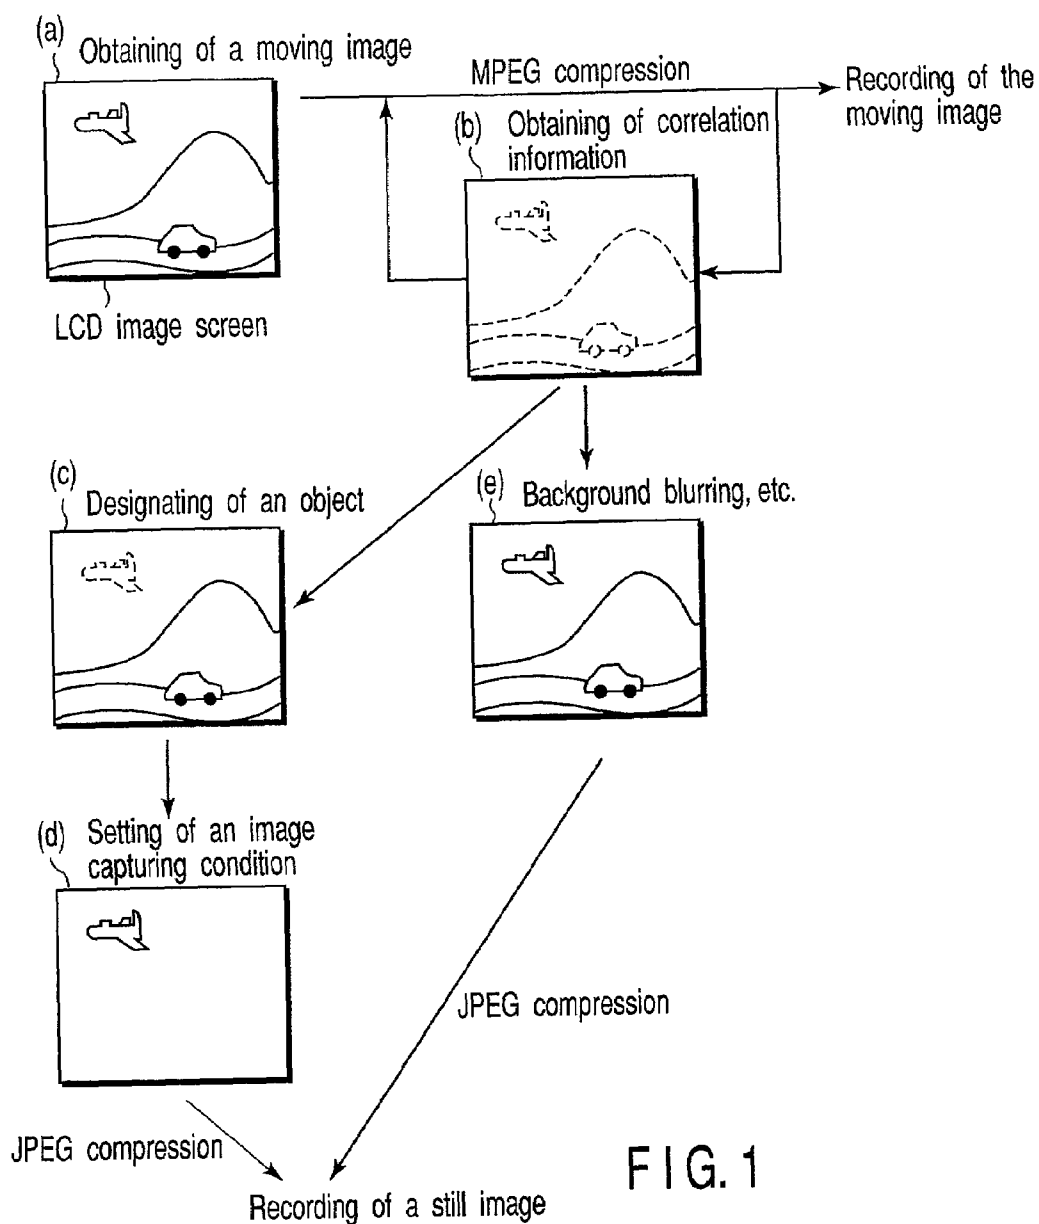 (a) Obtaining of a moving image
LCD image screen
MPEG compression
Recording of the
moving image
(b) Obtaining of correlation
information
(c) Designating of an object
(e) Background blurring, etc.
(d) Setting of an image
capturing condition
JPEG compression
JPEG compression
Recording of a still image
FIG. 1